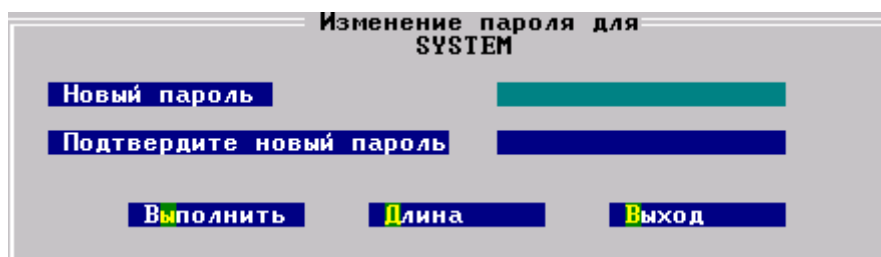 Изменение пароля для
SYSTEM
Новый пароль
Подтвердите новый пароль
Выполнить Длина Выход